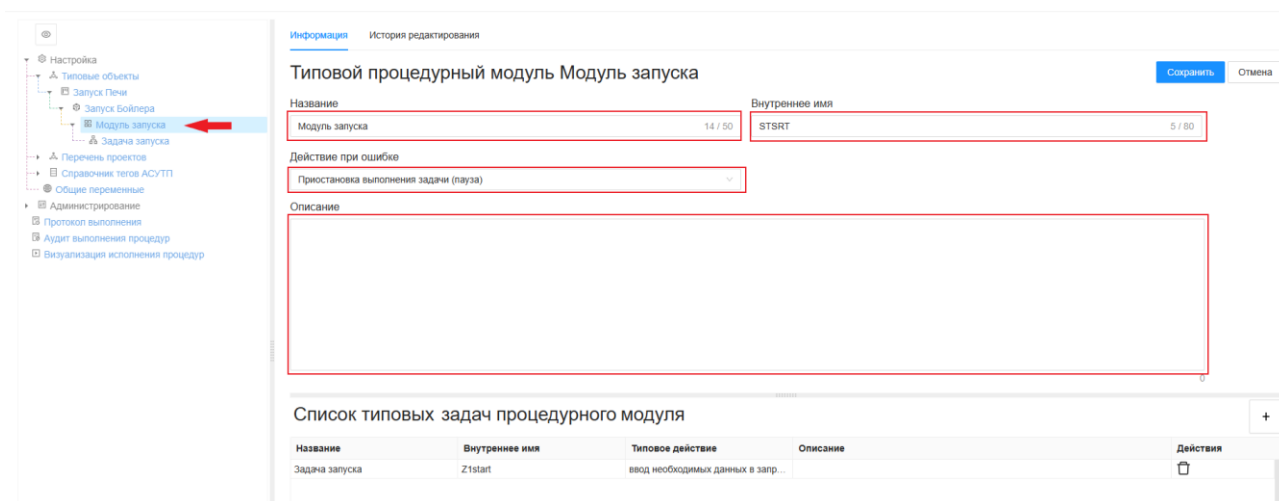 Информация История редактирования
Настройка
Типовые объекты
Запуск Печи
Запуск Бойлера
Модуль запуска
Задача запуска
Перечень проектов
Справочник тегов АСУТП
Общие переменные
Администрирование
Протокол выполнения
Аудит выполнения процедур
Визуализация исполнения процедур
Типовой процедурный модуль Модуль запуска
Сохранить Отмена
Название Внутреннее имя
Модуль запуска 14 / 50 STSRT 5 / 80
Действие при ошибке
Приостановка выполнения задачи (пауза)
Описание
0
Список типовых задач процедурного модуля
+
Название Внутреннее имя Типовое действие Описание Действия
Задача запуска Z1start ввод необходимых данных в запр...